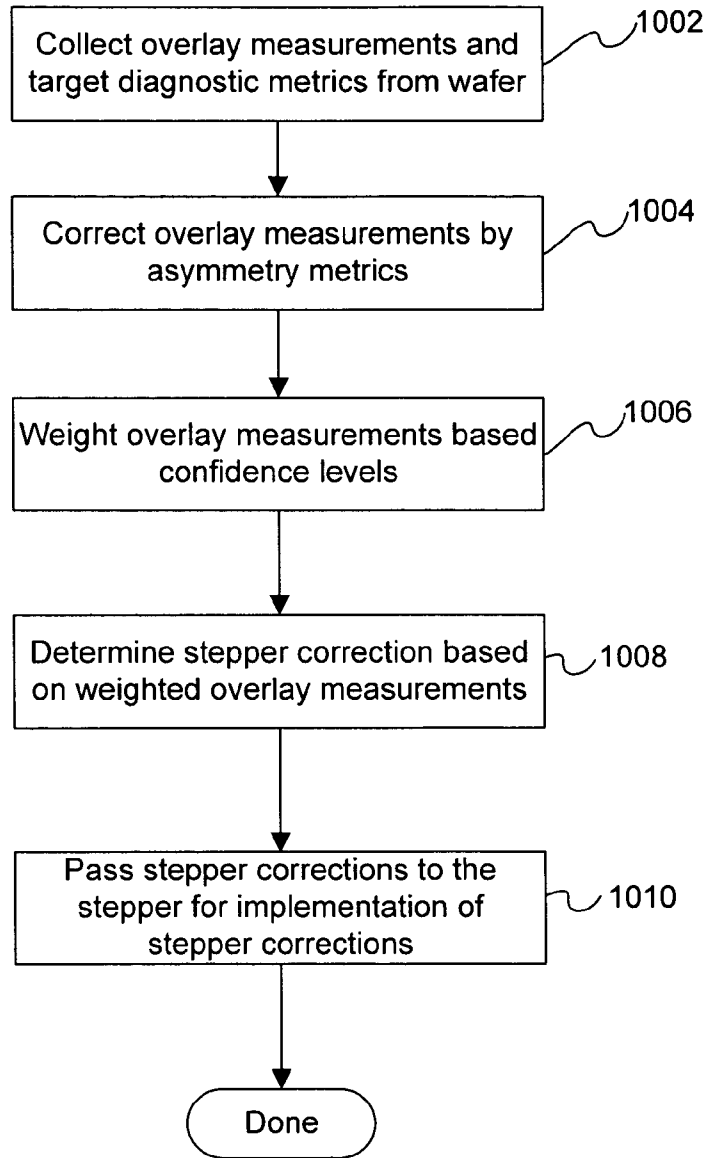 Collect overlay measurements and
target diagnostic metrics from wafer
1002
Correct overlay measurements by
asymmetry metrics
1004
Weight overlay measurements based
confidence levels
1006
Determine stepper correction based
on weighted overlay measurements
1008
Pass stepper corrections to the
stepper for implementation of
stepper corrections
1010
Done